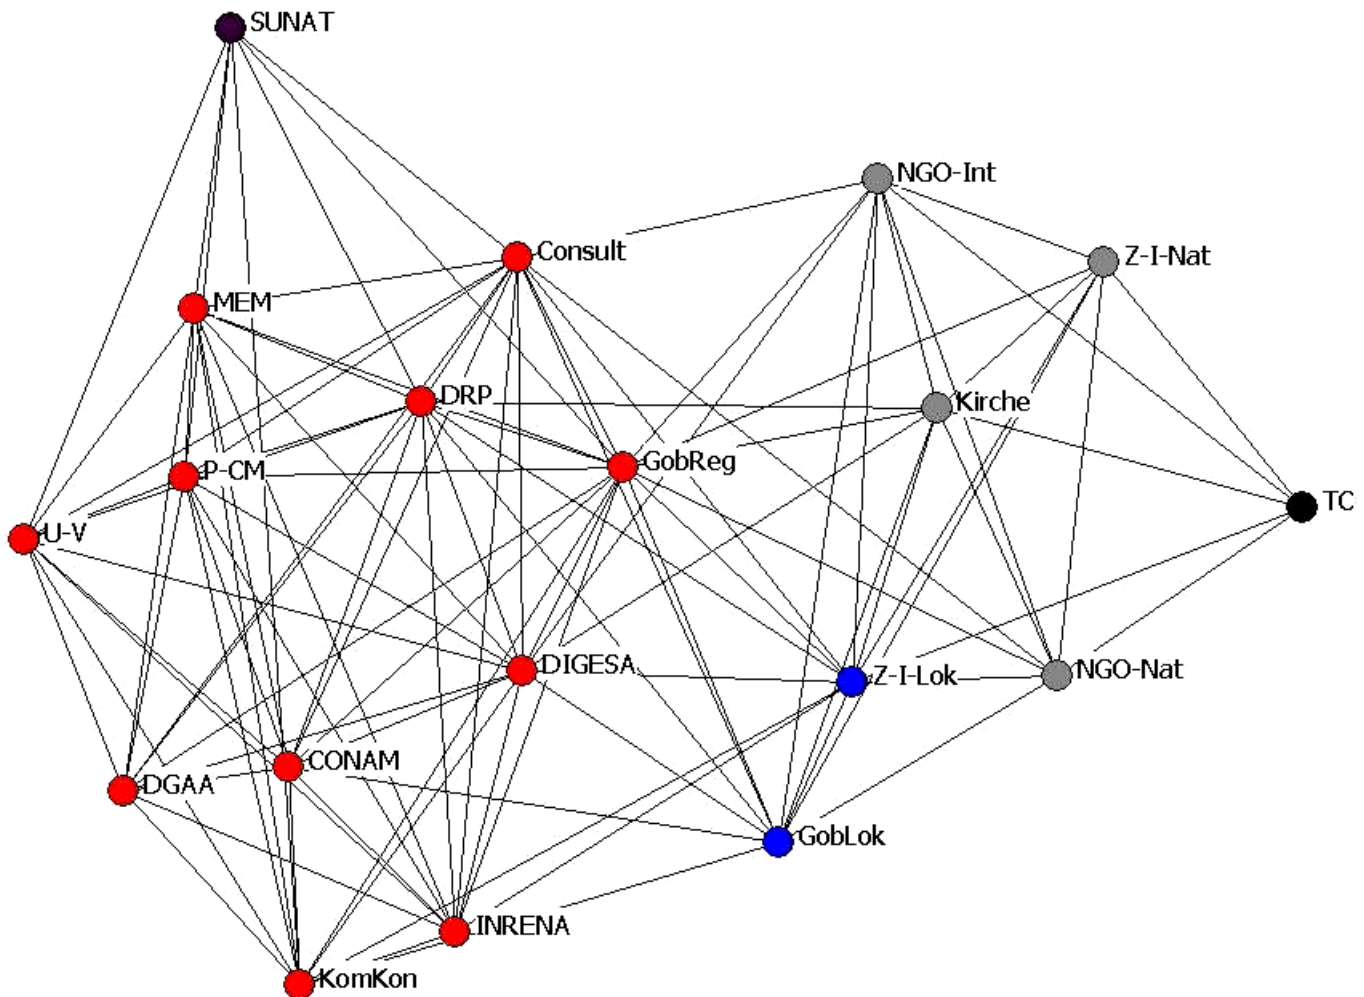 SUNAT
NGO-Int
Consult
Z-I-Nat
MEM
DRP
Kirche
GobReg
P-CM
TC
U-V
DIGESA
Z-I-Lok
NGO-Nat
CONAM
DGAA
GobLok
INRENA
KomKon